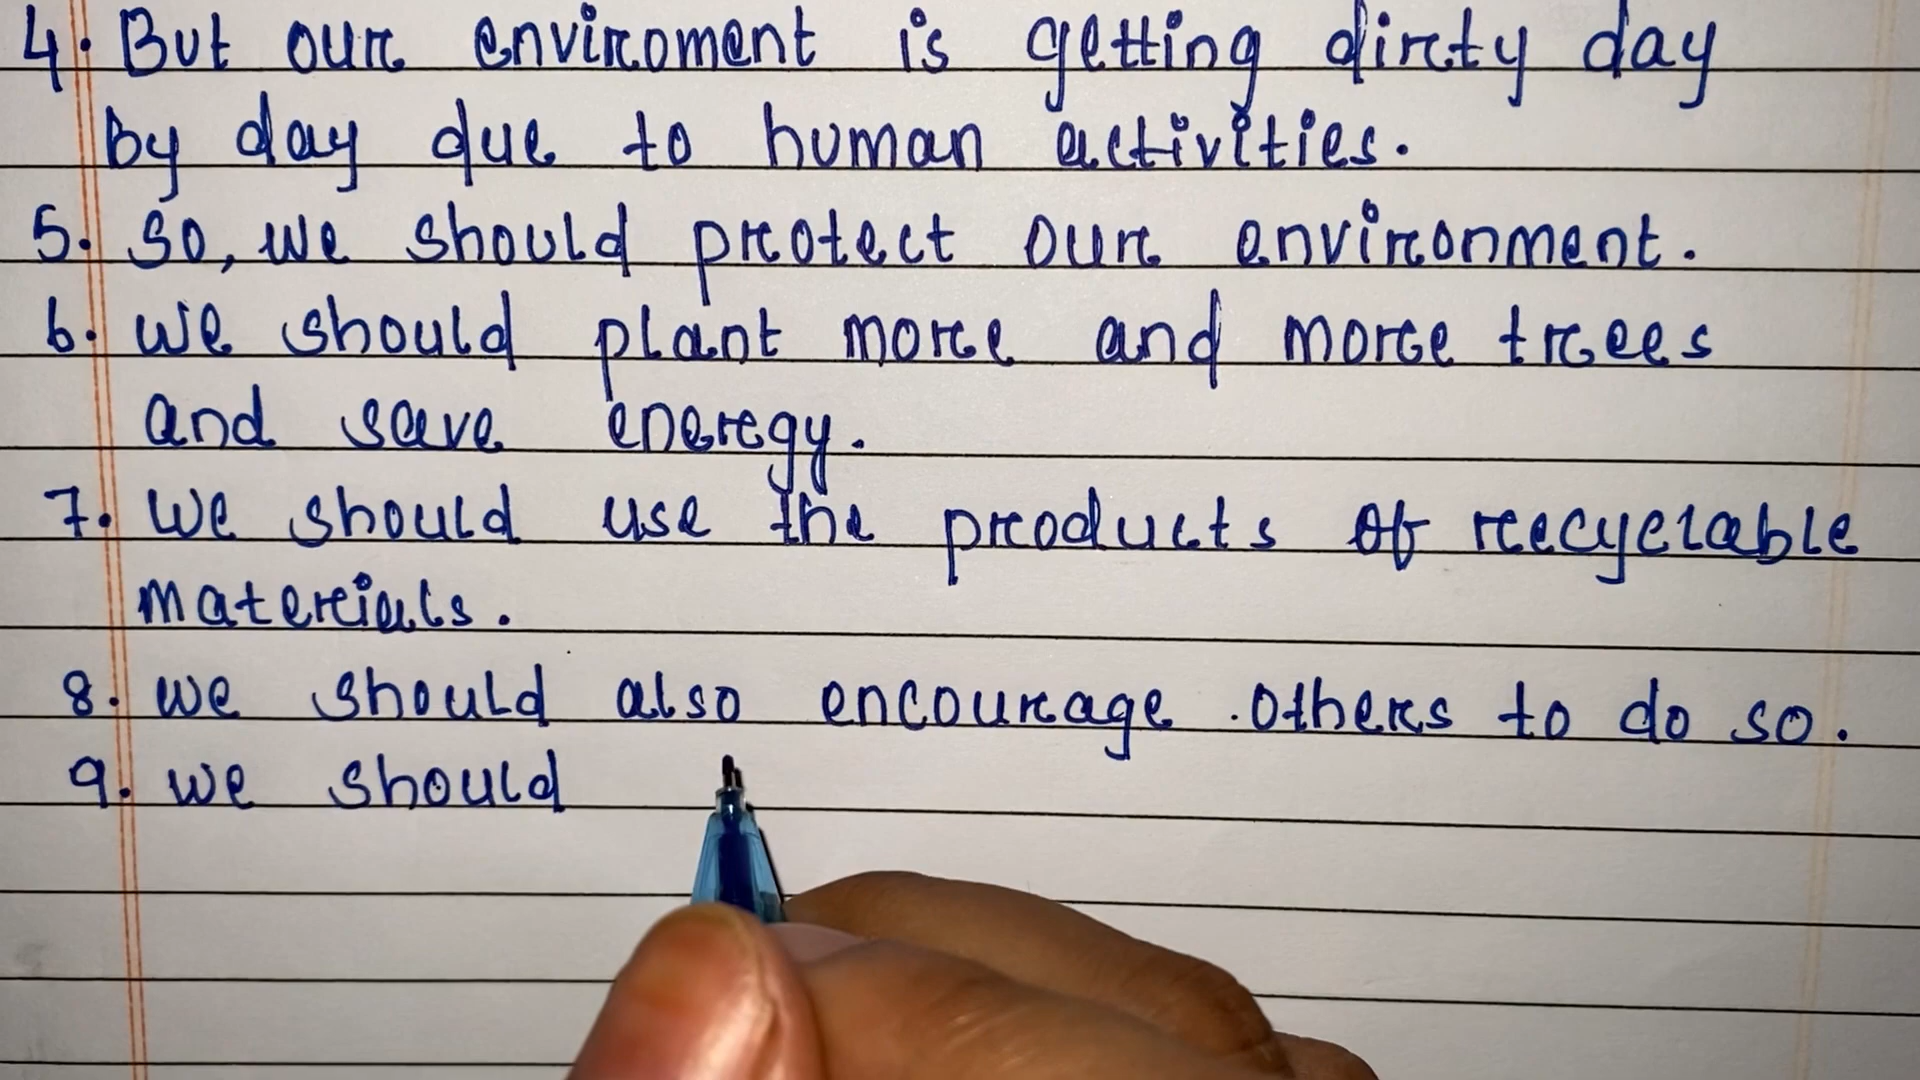 4. But our enviroment is getting dirty day
by day due to human activities.
5. So, we should protect our environment.
6. we should plant more and more trees
and save energy.
7. we should use the products of recyclable
materials.
8. we should also encourage others to do so.
9. we should